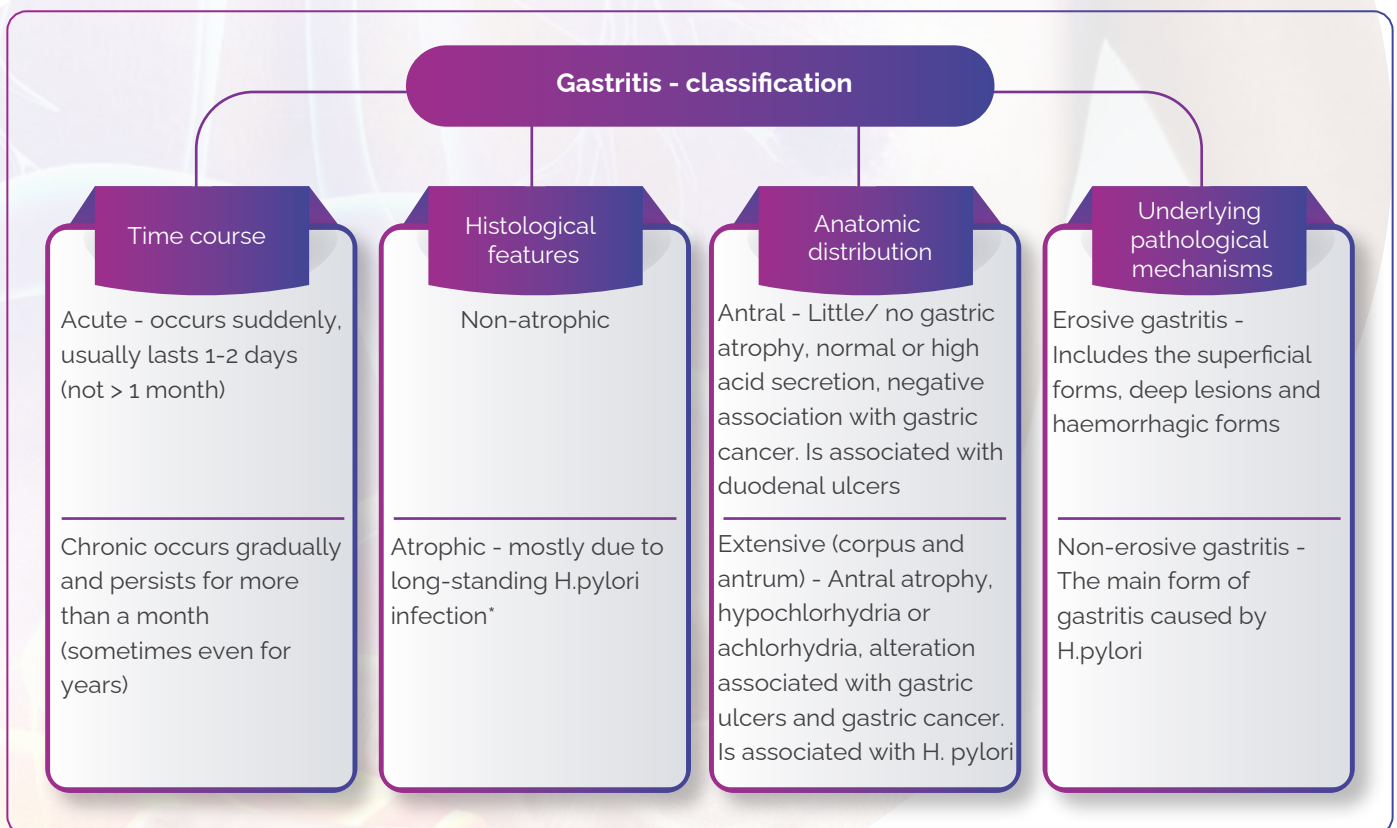 Gastritis - classification
Time course
Acute - occurs suddenly,
usually lasts 1-2 days
(not > 1 month)
Chronic occurs gradually
and persists for more
than a month
(sometimes even for
years)
Histological
features
Non-atrophic
Atrophic - mostly due to
long-standing H.pylori
infection*
Anatomic
distribution
Antral - Little/ no gastric
atrophy, normal or high
acid secretion, negative
association with gastric
cancer. Is associated with
duodenal ulcers
Extensive (corpus and
antrum) - Antral atrophy,
hypochlorhydria or
achlorhydria, alteration
associated with gastric
ulcers and gastric cancer.
Is associated with H. pylori
Underlying
pathological
mechanisms
Erosive gastritis -
Includes the superficial
forms, deep lesions and
haemorrhagic forms
Non-erosive gastritis -
The main form of
gastritis caused by
H.pylori